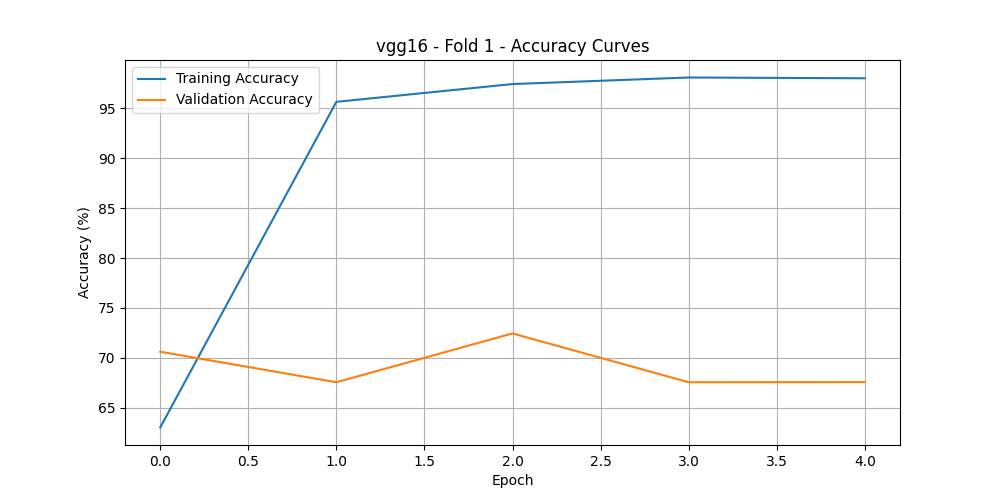 vgg16 - Fold 1 - Accuracy Curves
Training Accuracy
Validation Accuracy
Accuracy (%)
95
90
85
80
75
70
65
0.0 0.5 1.0 1.5 2.0 2.5 3.0 3.5 4.0
Epoch